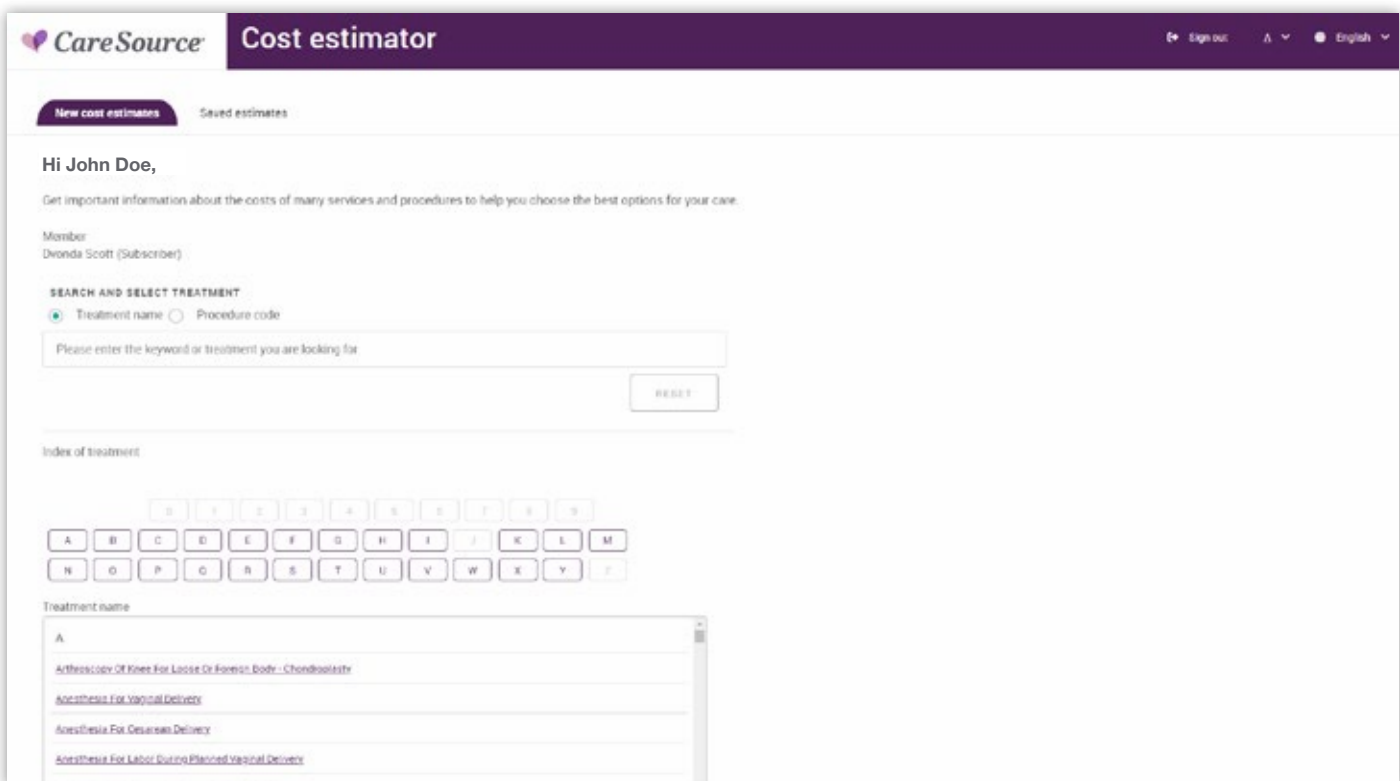 CareSource
Cost estimator
Sign out A English
New cost estimates Saved estimates
Hi John Doe,
Get important information about the costs of many services and procedures to help you choose the best options for your care.
Member
Dvonda Scott (Subscriber)
SEARCH AND SELECT TREATMENT
Treatment name Procedure code
Please enter the keyword or treatment you are looking for
RESET
Index of treatment
0 1 2 3 4 5 6 7 8 9
A B C D E F G H I J K L M
N O P Q R S T U V W X Y Z
Treatment name
A
Arthroscopy Of Knee For Loose Or Foreign Body - Chondroplasty
Anesthesia For Vaginal Delivery
Anesthesia For Cesarean Delivery
Anesthesia For Labor During Planned Vaginal Delivery